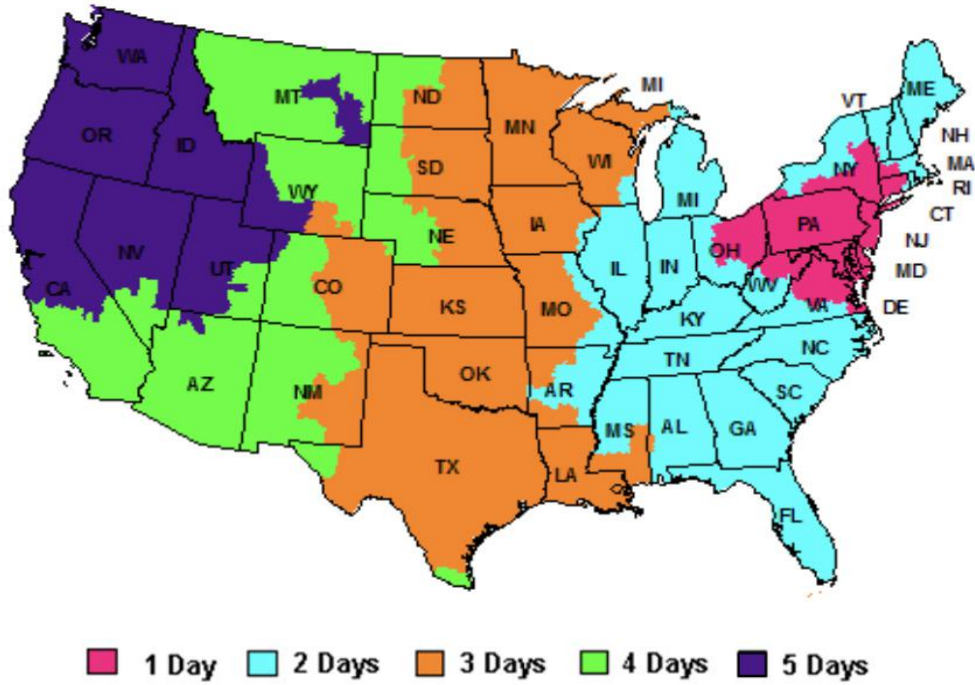 WA
MT
ND
MN
MI
VT
ME
OR
ID
SD
WI
NH
WY
NY
MA
MI
RI
IA
NE
PA
CT
NV
UT
IL
IN
OH
NJ
CA
CO
KS
MO
WV
VA
MD
KY
DE
TN
NC
AZ
NM
OK
AR
SC
MS
AL
GA
TX
LA
FL
1 Day 2 Days 3 Days 4 Days 5 Days